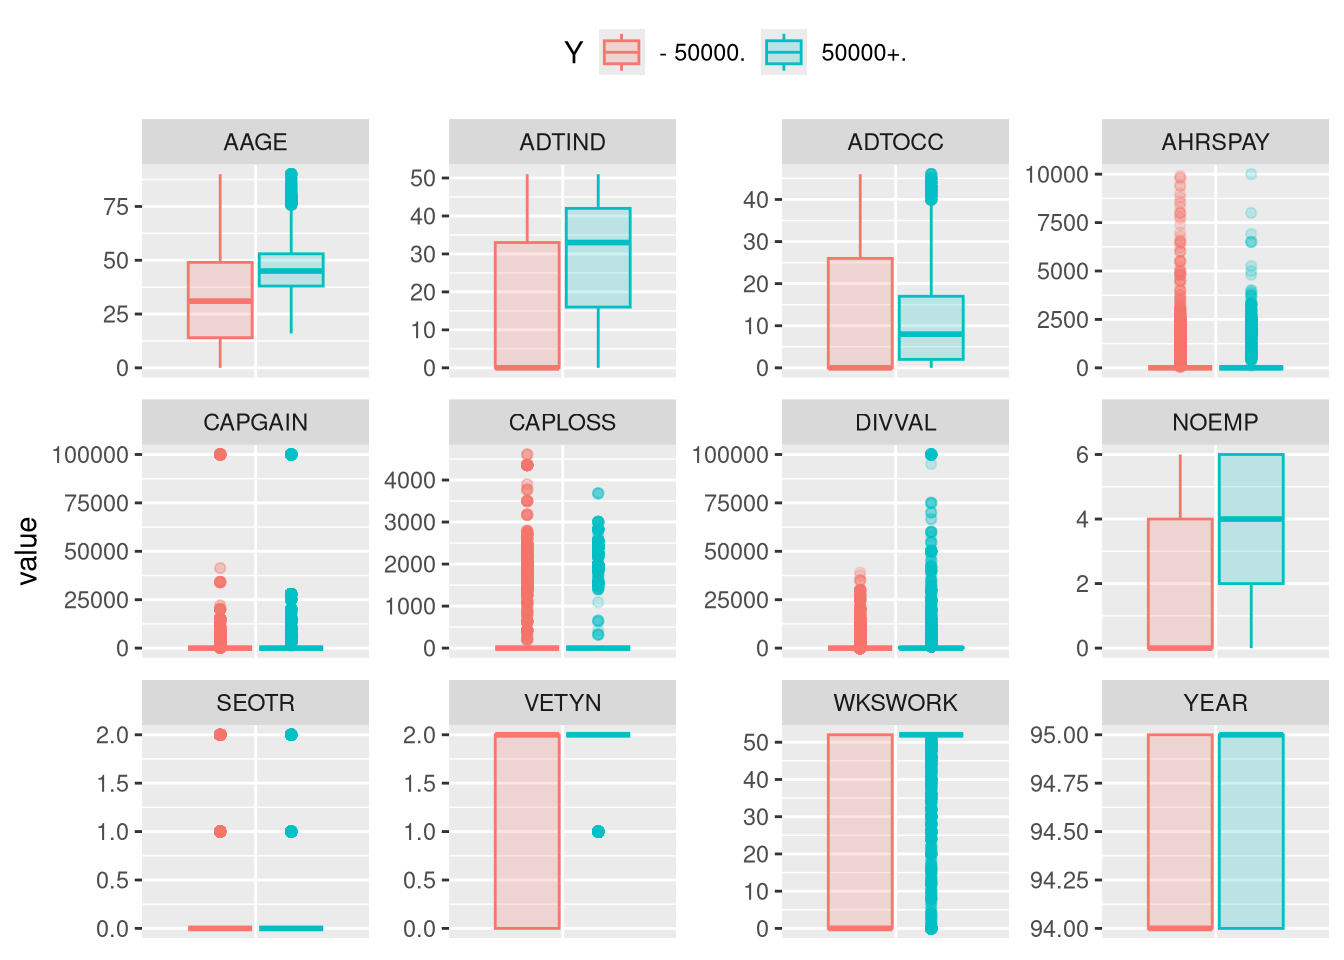 Y - 50000. 50000+.
AAGE ADTIND ADTOCC AHRSPAY
75 50 40 10000
50 40 30 7500
25 30 20 5000
0 20 10 2500
10 0 0
0
CAPGAIN CAPLOSS DIVVAL NOEMP
100000 4000 100000 6
75000 3000 75000 4
50000 2000 50000 2
25000 1000 25000 0
0 0 0
value
SEOTR VETYN WKSWORK YEAR
2.0 2.0 50 95.00
1.5 1.5 40 94.75
1.0 1.0 30 94.50
0.5 0.5 20 94.25
0.0 0.0 10 94.00
0